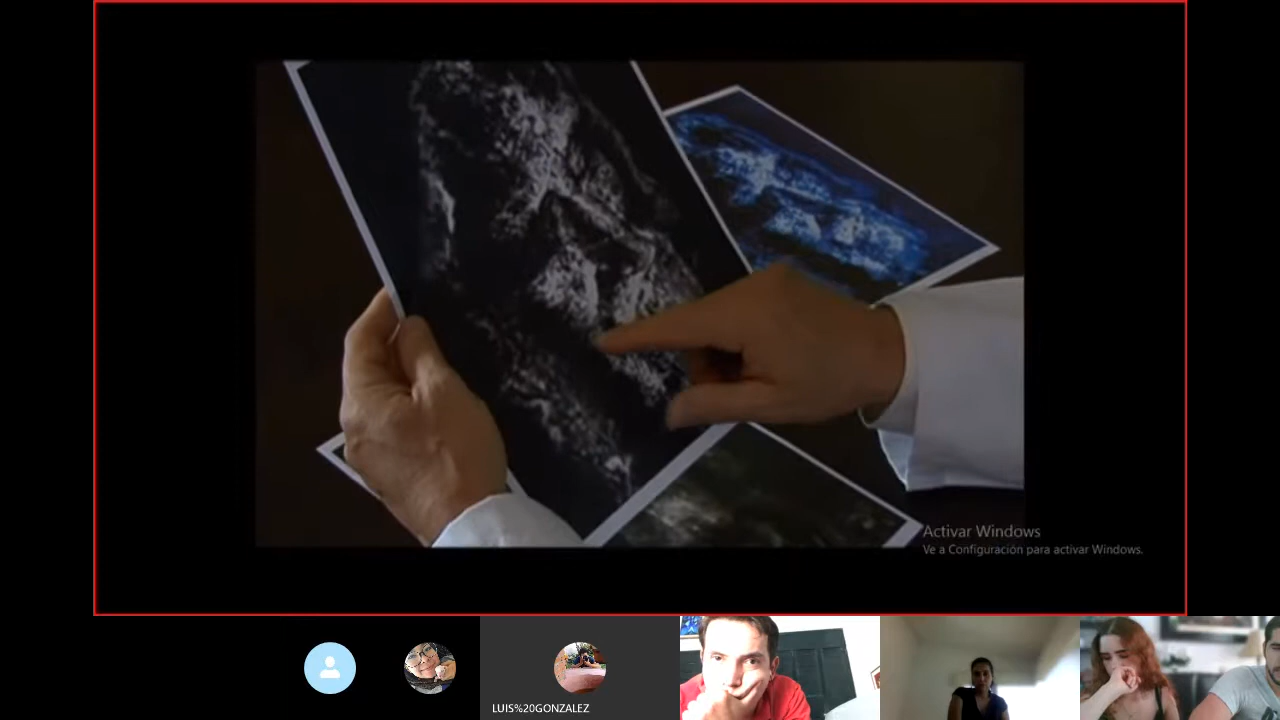 Activar Windows
Ve a Configuración para activar Windows.
LUIS%20GONZALEZ